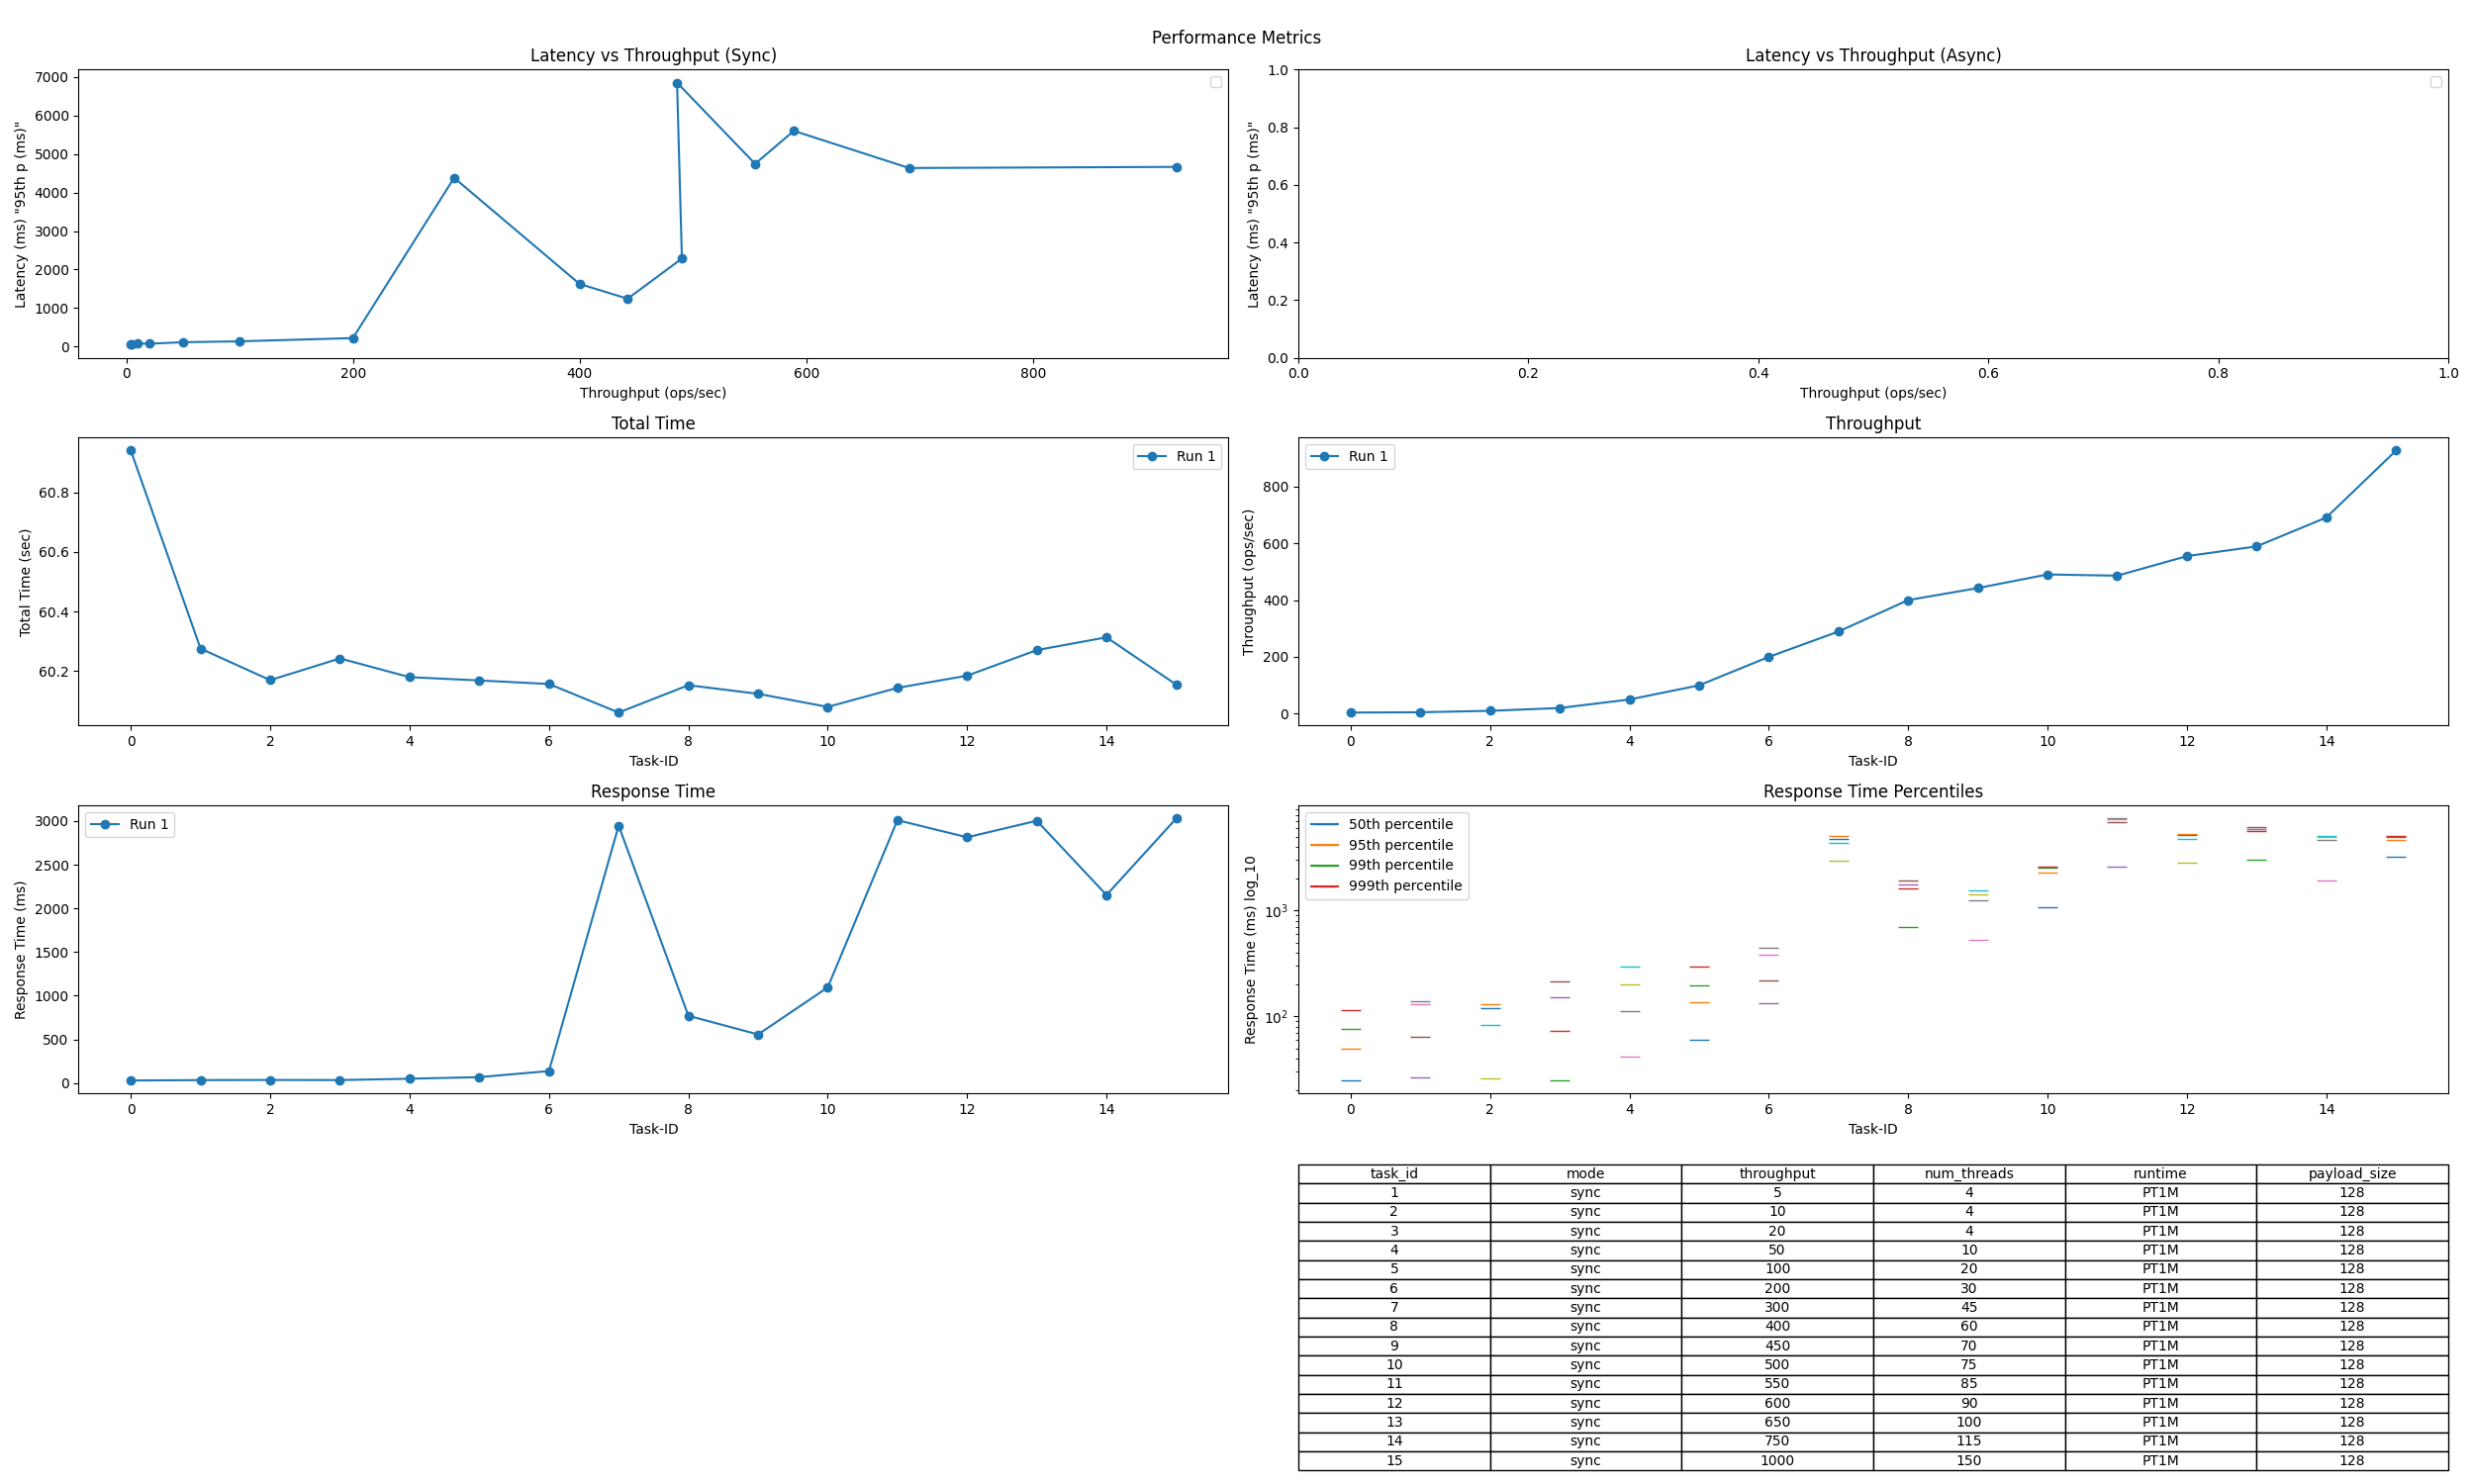 Performance Metrics
Latency vs Throughput (Sync)
Latency (ms) "95th p (ms)"
7000
6000
5000
4000
3000
2000
1000
0
0 200 400 600 800
Throughput (ops/sec)
Latency vs Throughput (Async)
Latency (ms) "95th p (ms)"
1.0
0.8
0.6
0.4
0.2
0.0
0.0 0.2 0.4 0.6 0.8 1.0
Throughput (ops/sec)
Total Time
Run 1
Total Time (sec)
60.8
60.6
60.4
60.2
0 2 4 6 8 10 12 14
Task-ID
Throughput
Run 1
Throughput (ops/sec)
800
600
400
200
0
0 2 4 6 8 10 12 14
Task-ID
Response Time
Run 1
Response Time (ms)
3000
2500
2000
1500
1000
500
0
0 2 4 6 8 10 12 14
Task-ID
Response Time Percentiles
50th percentile
95th percentile
99th percentile
999th percentile
Response Time (ms) log_10
10³
10²
0 2 4 6 8 10 12 14
Task-ID
task_id mode throughput num_threads runtime payload_size
1 sync 5 4 PT1M 128
2 sync 10 4 PT1M 128
3 sync 20 4 PT1M 128
4 sync 50 10 PT1M 128
5 sync 100 20 PT1M 128
6 sync 200 30 PT1M 128
7 sync 300 45 PT1M 128
8 sync 400 60 PT1M 128
9 sync 450 70 PT1M 128
10 sync 500 75 PT1M 128
11 sync 550 85 PT1M 128
12 sync 600 90 PT1M 128
13 sync 650 100 PT1M 128
14 sync 750 115 PT1M 128
15 sync 1000 150 PT1M 128